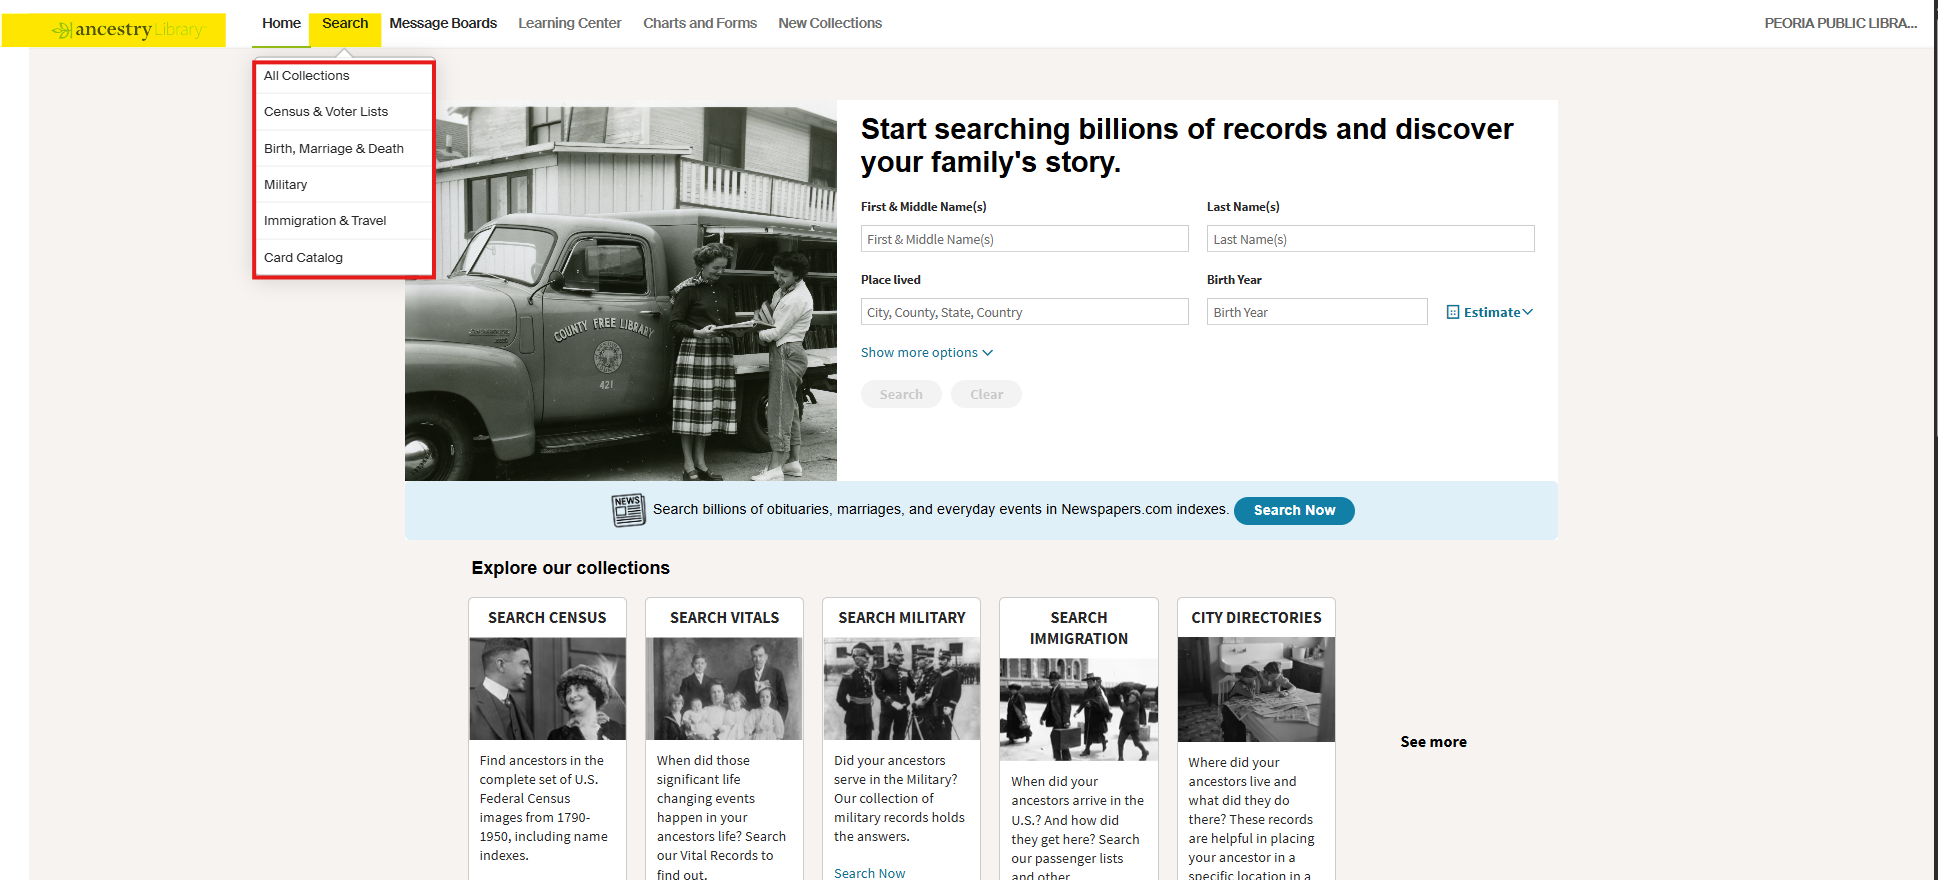 ancestryLibrary
Home Search Message Boards Learning Center Charts and Forms New Collections PEORIA PUBLIC LIBRA...
All Collections
Census & Voter Lists
Birth, Marriage & Death
Military
Immigration & Travel
Card Catalog
COUNTY FREE LIBRARY
421
Start searching billions of records and discover
your family's story.
First & Middle Name(s) Last Name(s)
First & Middle Name(s) Last Name(s)
Place lived Birth Year
City, County, State, Country Birth Year Estimate
Show more options
Search Clear
NEWS Search billions of obituaries, marriages, and everyday events in Newspapers.com indexes. Search Now
Explore our collections
SEARCH CENSUS
Find ancestors in the
complete set of U.S.
Federal Census
images from 1790-
1950, including name
indexes.
SEARCH VITALS
When did those
significant life
changing events
happen in your
ancestors life? Search
our Vital Records to
find out.
SEARCH MILITARY
Did your ancestors
serve in the Military?
Our collection of
military records holds
the answers.
Search Now
SEARCH
IMMIGRATION
When did your
ancestors arrive in the
U.S.? And how did
they get here? Search
our passenger lists
and other
CITY DIRECTORIES
Where did your
ancestors live and
what did they do
there? These records
are helpful in placing
your ancestor in a
specific location in a
See more